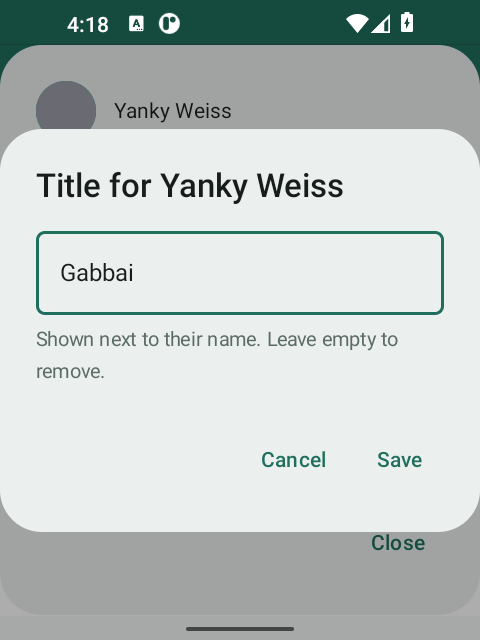 4:18
Yanky Weiss
Title for Yanky Weiss
Gabbai
Shown next to their name. Leave empty to
remove.
Cancel Save
Close